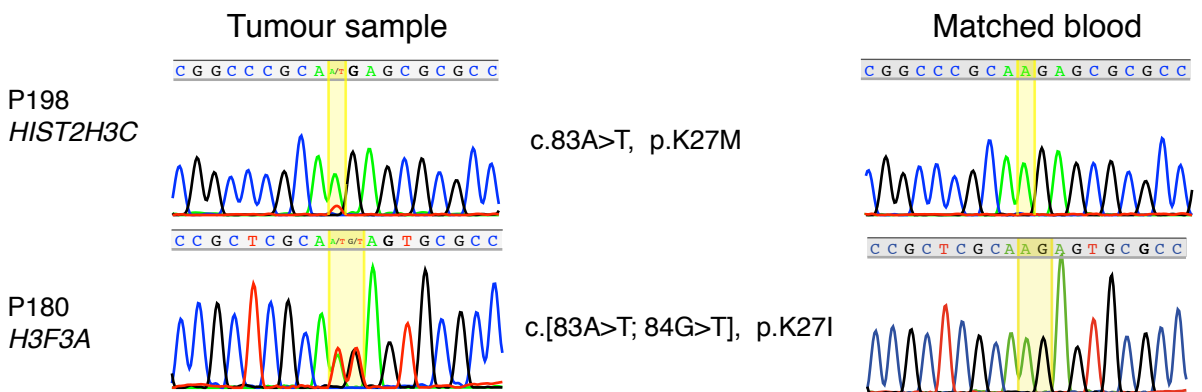 Tumour sample
Matched blood
C G G C C C G C A A/T G A G C G C G C C
C G G C C C G C A A G A G C G C G C C
P198
HIST2H3C
c.83A>T, p.K27M
C C G C T C G C A A/T G/T A G T G C G C C
C C G C T C G C A A G A G T G C G C C
P180
H3F3A
c.[83A>T; 84G>T], p.K27I